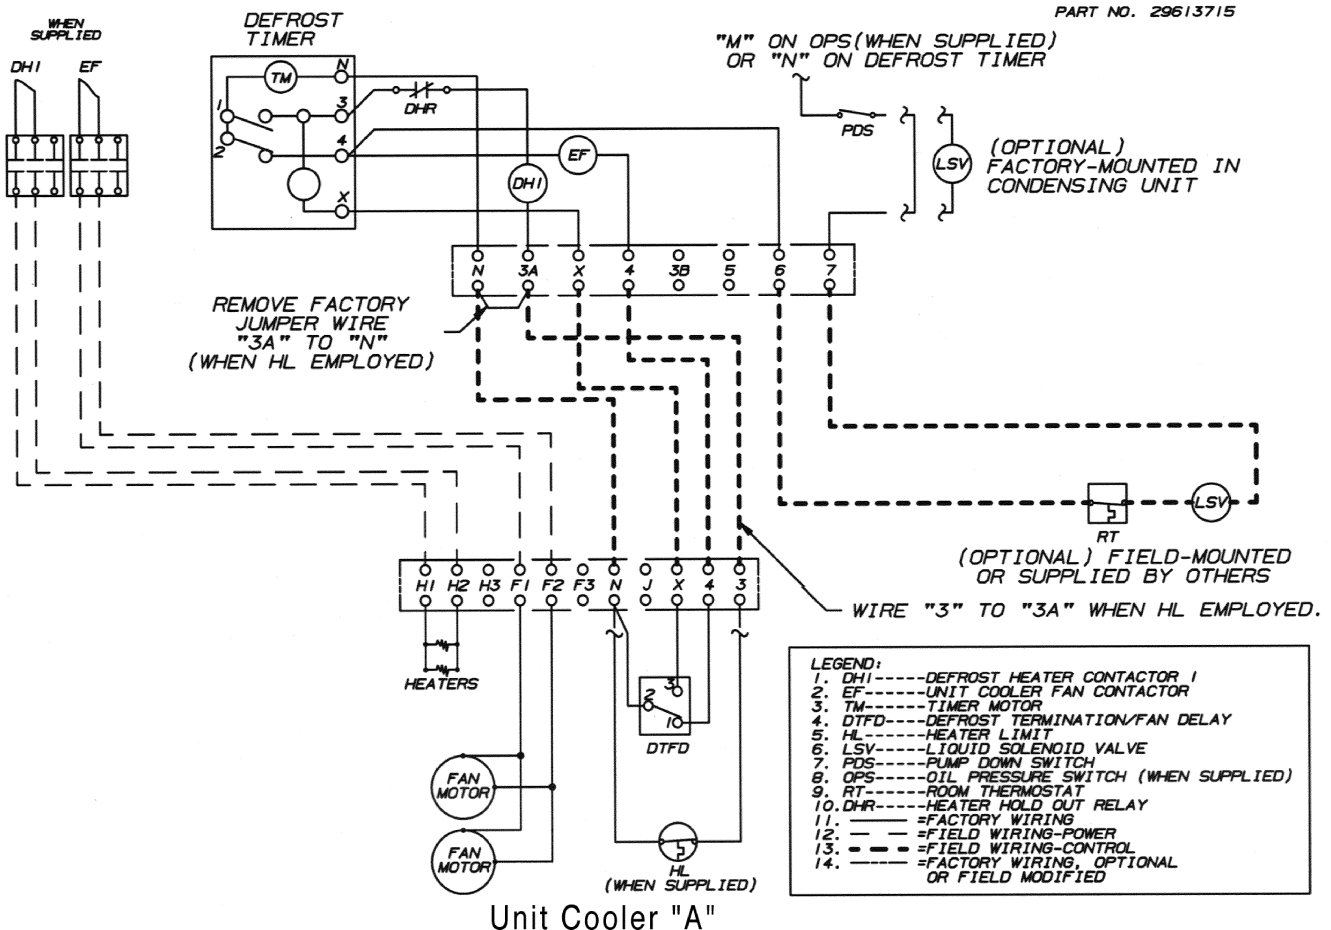 PART NO. 29613715
WHEN
SUPPLIED
DH1
EF
DEFROST
TIMER
TM
N
1
3
2
4
X
DHR
EF
DH1
"M" ON OPS(WHEN SUPPLIED)
OR "N" ON DEFROST TIMER
PDS
LSV
(OPTIONAL)
FACTORY-MOUNTED IN
CONDENSING UNIT
N 3A X 4 3B 5 6 7
REMOVE FACTORY
JUMPER WIRE
"3A" TO "N"
(WHEN HL EMPLOYED)
LSV
RT
(OPTIONAL) FIELD-MOUNTED
OR SUPPLIED BY OTHERS
WIRE "3" TO "3A" WHEN HL EMPLOYED.
H1 H2 H3 F1 F2 F3 N J X 4 3
HEATERS
3
2
1
DTFD
FAN
MOTOR
FAN
MOTOR
HL
(WHEN SUPPLIED)
LEGEND:
1. DH1-----DEFROST HEATER CONTACTOR 1
2. EF------UNIT COOLER FAN CONTACTOR
3. TM------TIMER MOTOR
4. DTFD----DEFROST TERMINATION/FAN DELAY
5. HL------HEATER LIMIT
6. LSV-----LIQUID SOLENOID VALVE
7. PDS-----PUMP DOWN SWITCH
8. OPS-----OIL PRESSURE SWITCH (WHEN SUPPLIED)
9. RT------ROOM THERMOSTAT
10. DHR-----HEATER HOLD OUT RELAY
11. =FACTORY WIRING
12. =FIELD WIRING-POWER
13. =FIELD WIRING-CONTROL
14. =FACTORY WIRING, OPTIONAL
OR FIELD MODIFIED
Unit Cooler "A"